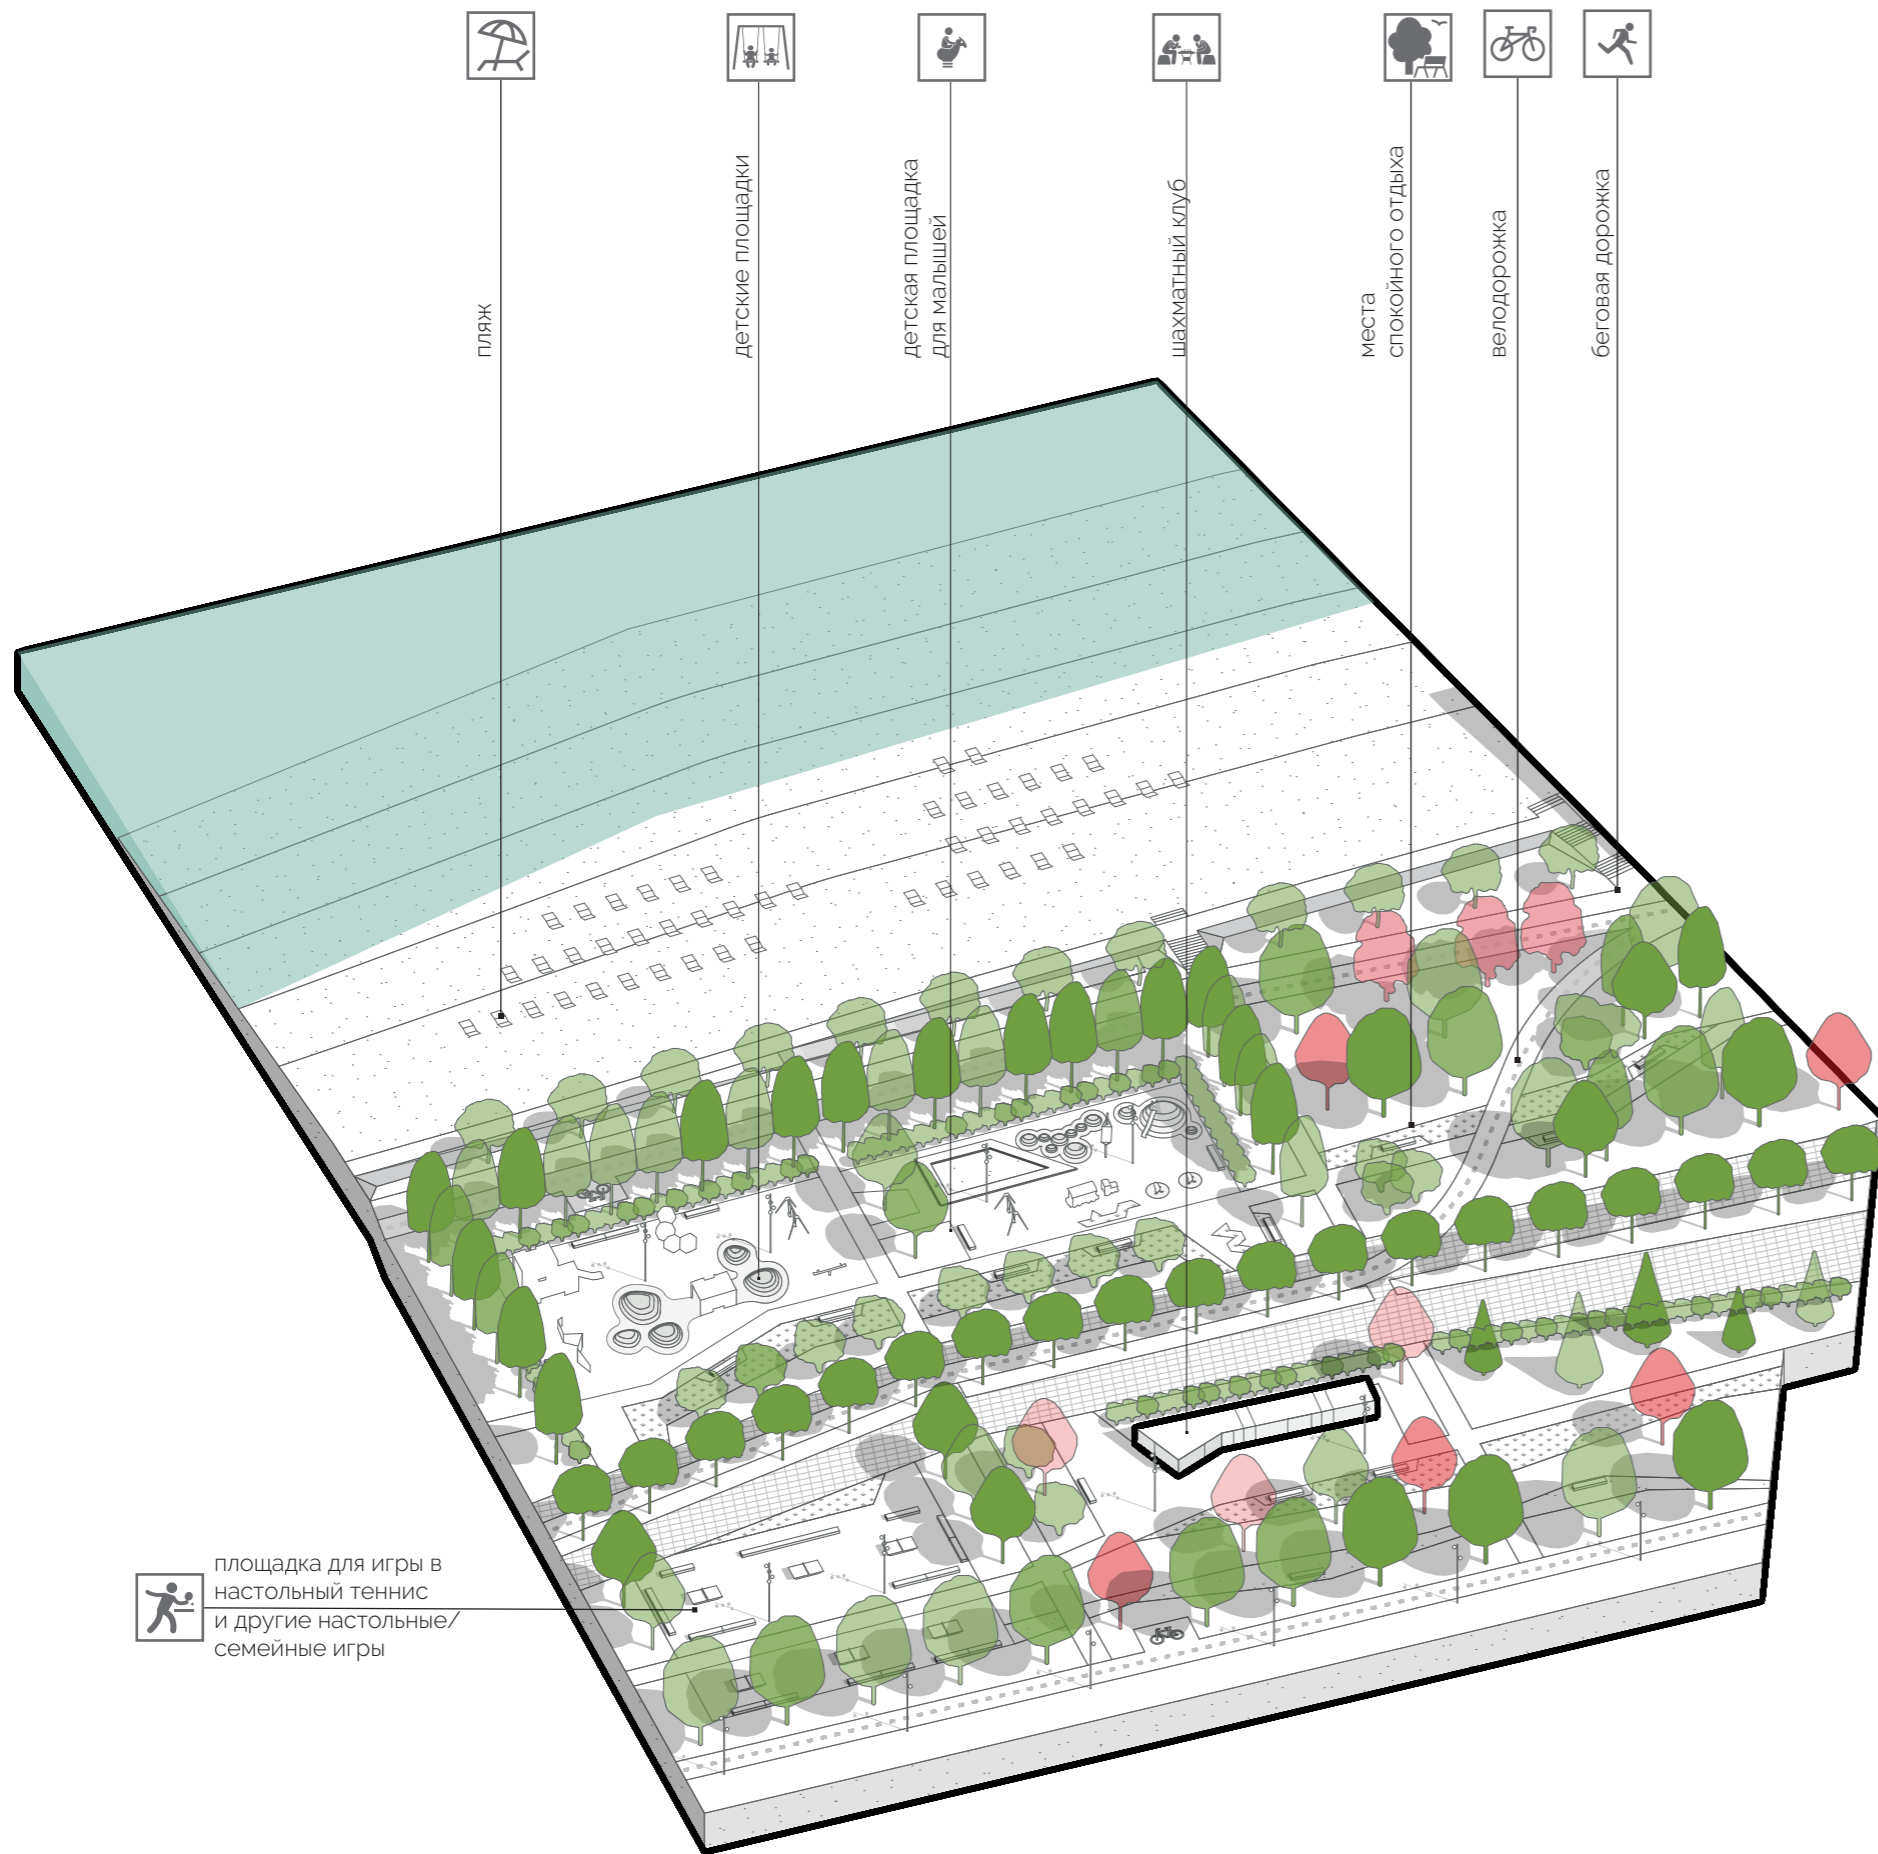 пляж
детские площадки
детская площадка
для малышей
шахматный клуб
места
спокойного отдыха
велодорожка
беговая дорожка
площадка для игры в
настольный теннис
и другие настольные/
семейные игры